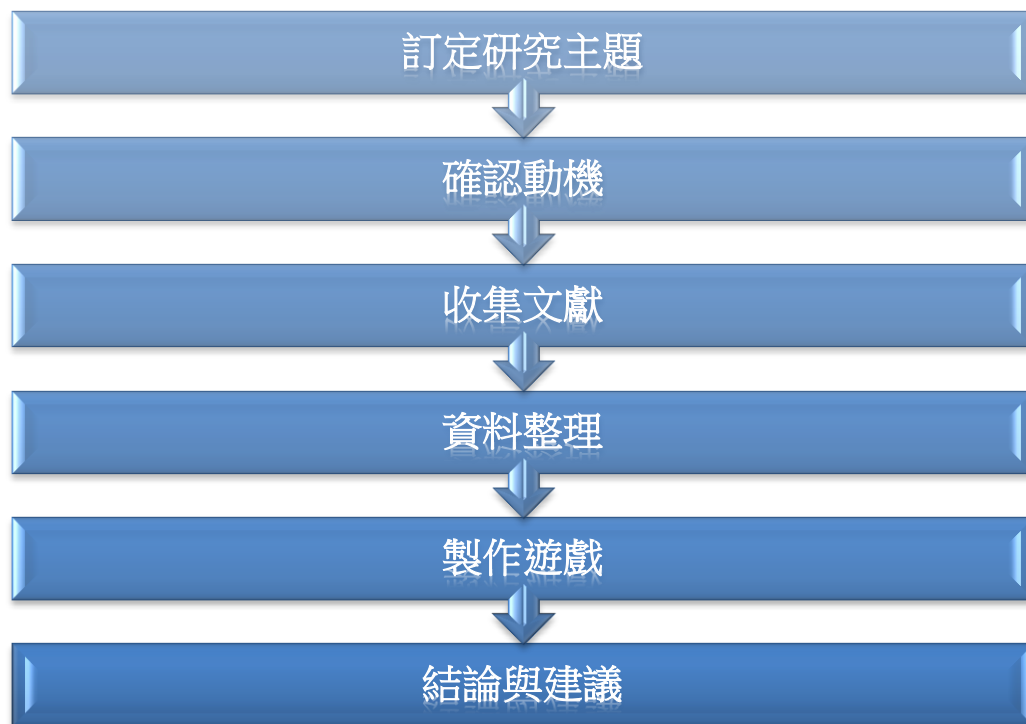 訂定研究主題
確認動機
收集文獻
資料整理
製作遊戲
結論與建議